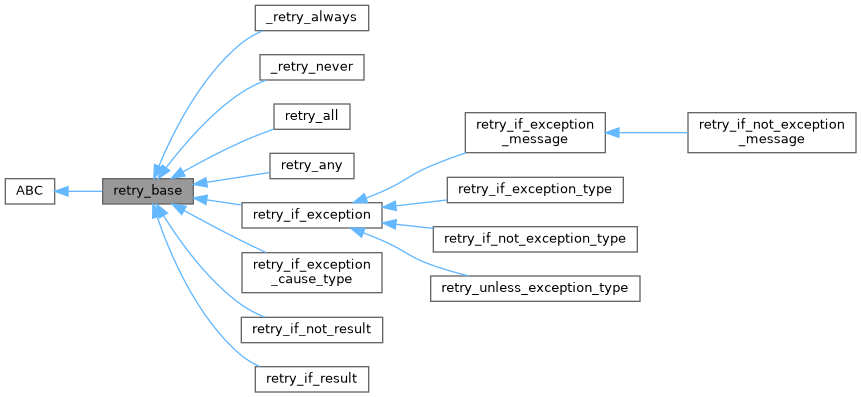 _retry_always
_retry_never
retry_all
retry_any
ABC
retry_base
retry_if_exception
retry_if_exception
_cause_type
retry_if_not_result
retry_if_result
retry_if_exception
_message
retry_if_exception_type
retry_if_not_exception_type
retry_unless_exception_type
retry_if_not_exception
_message